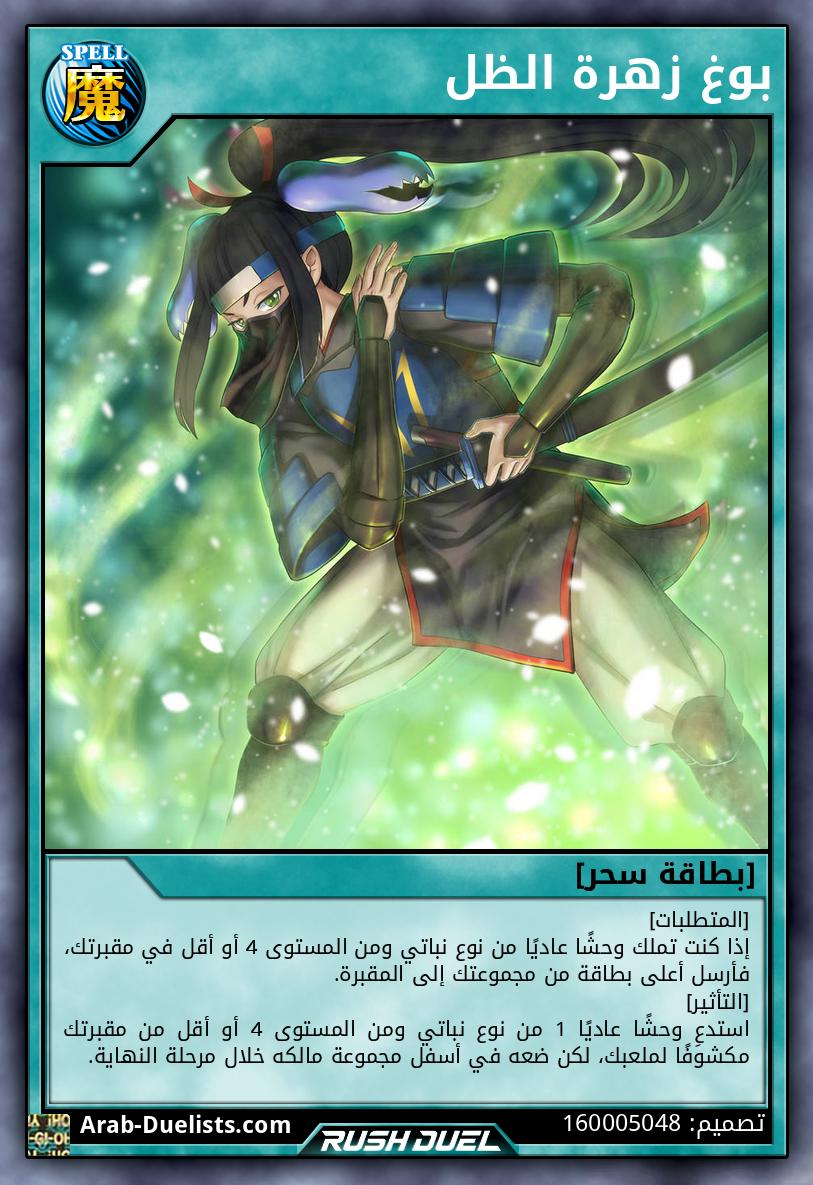 SPELL
魔
بوغ زهرة الظل
[بطاقة سحر]
[المتطلبات]
إذا كنت تملك وحشًا عاديًا من نوع نباتي ومن المستوى 4 أو أقل في مقبرتك،
فأرسل أعلى بطاقة من مجموعتك إلى المقبرة.
[التأثير]
استدعِ وحشًا عاديًا 1 من نوع نباتي ومن المستوى 4 أو أقل من مقبرتك
مكشوفًا لملعبك، لكن ضعه في أسفل مجموعة مالكه خلال مرحلة النهاية.
تصميم: 160005048
Arab-Duelists.com
RUSH DUEL